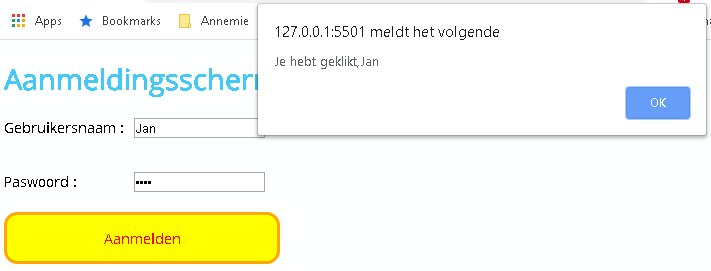 Apps Bookmarks Annemie
127.0.0.1:5501 meldt het volgende
Je hebt geklikt,Jan
OK
Aanmeldingsscherm
Gebruikersnaam : Jan
Paswoord : ••••
Aanmelden